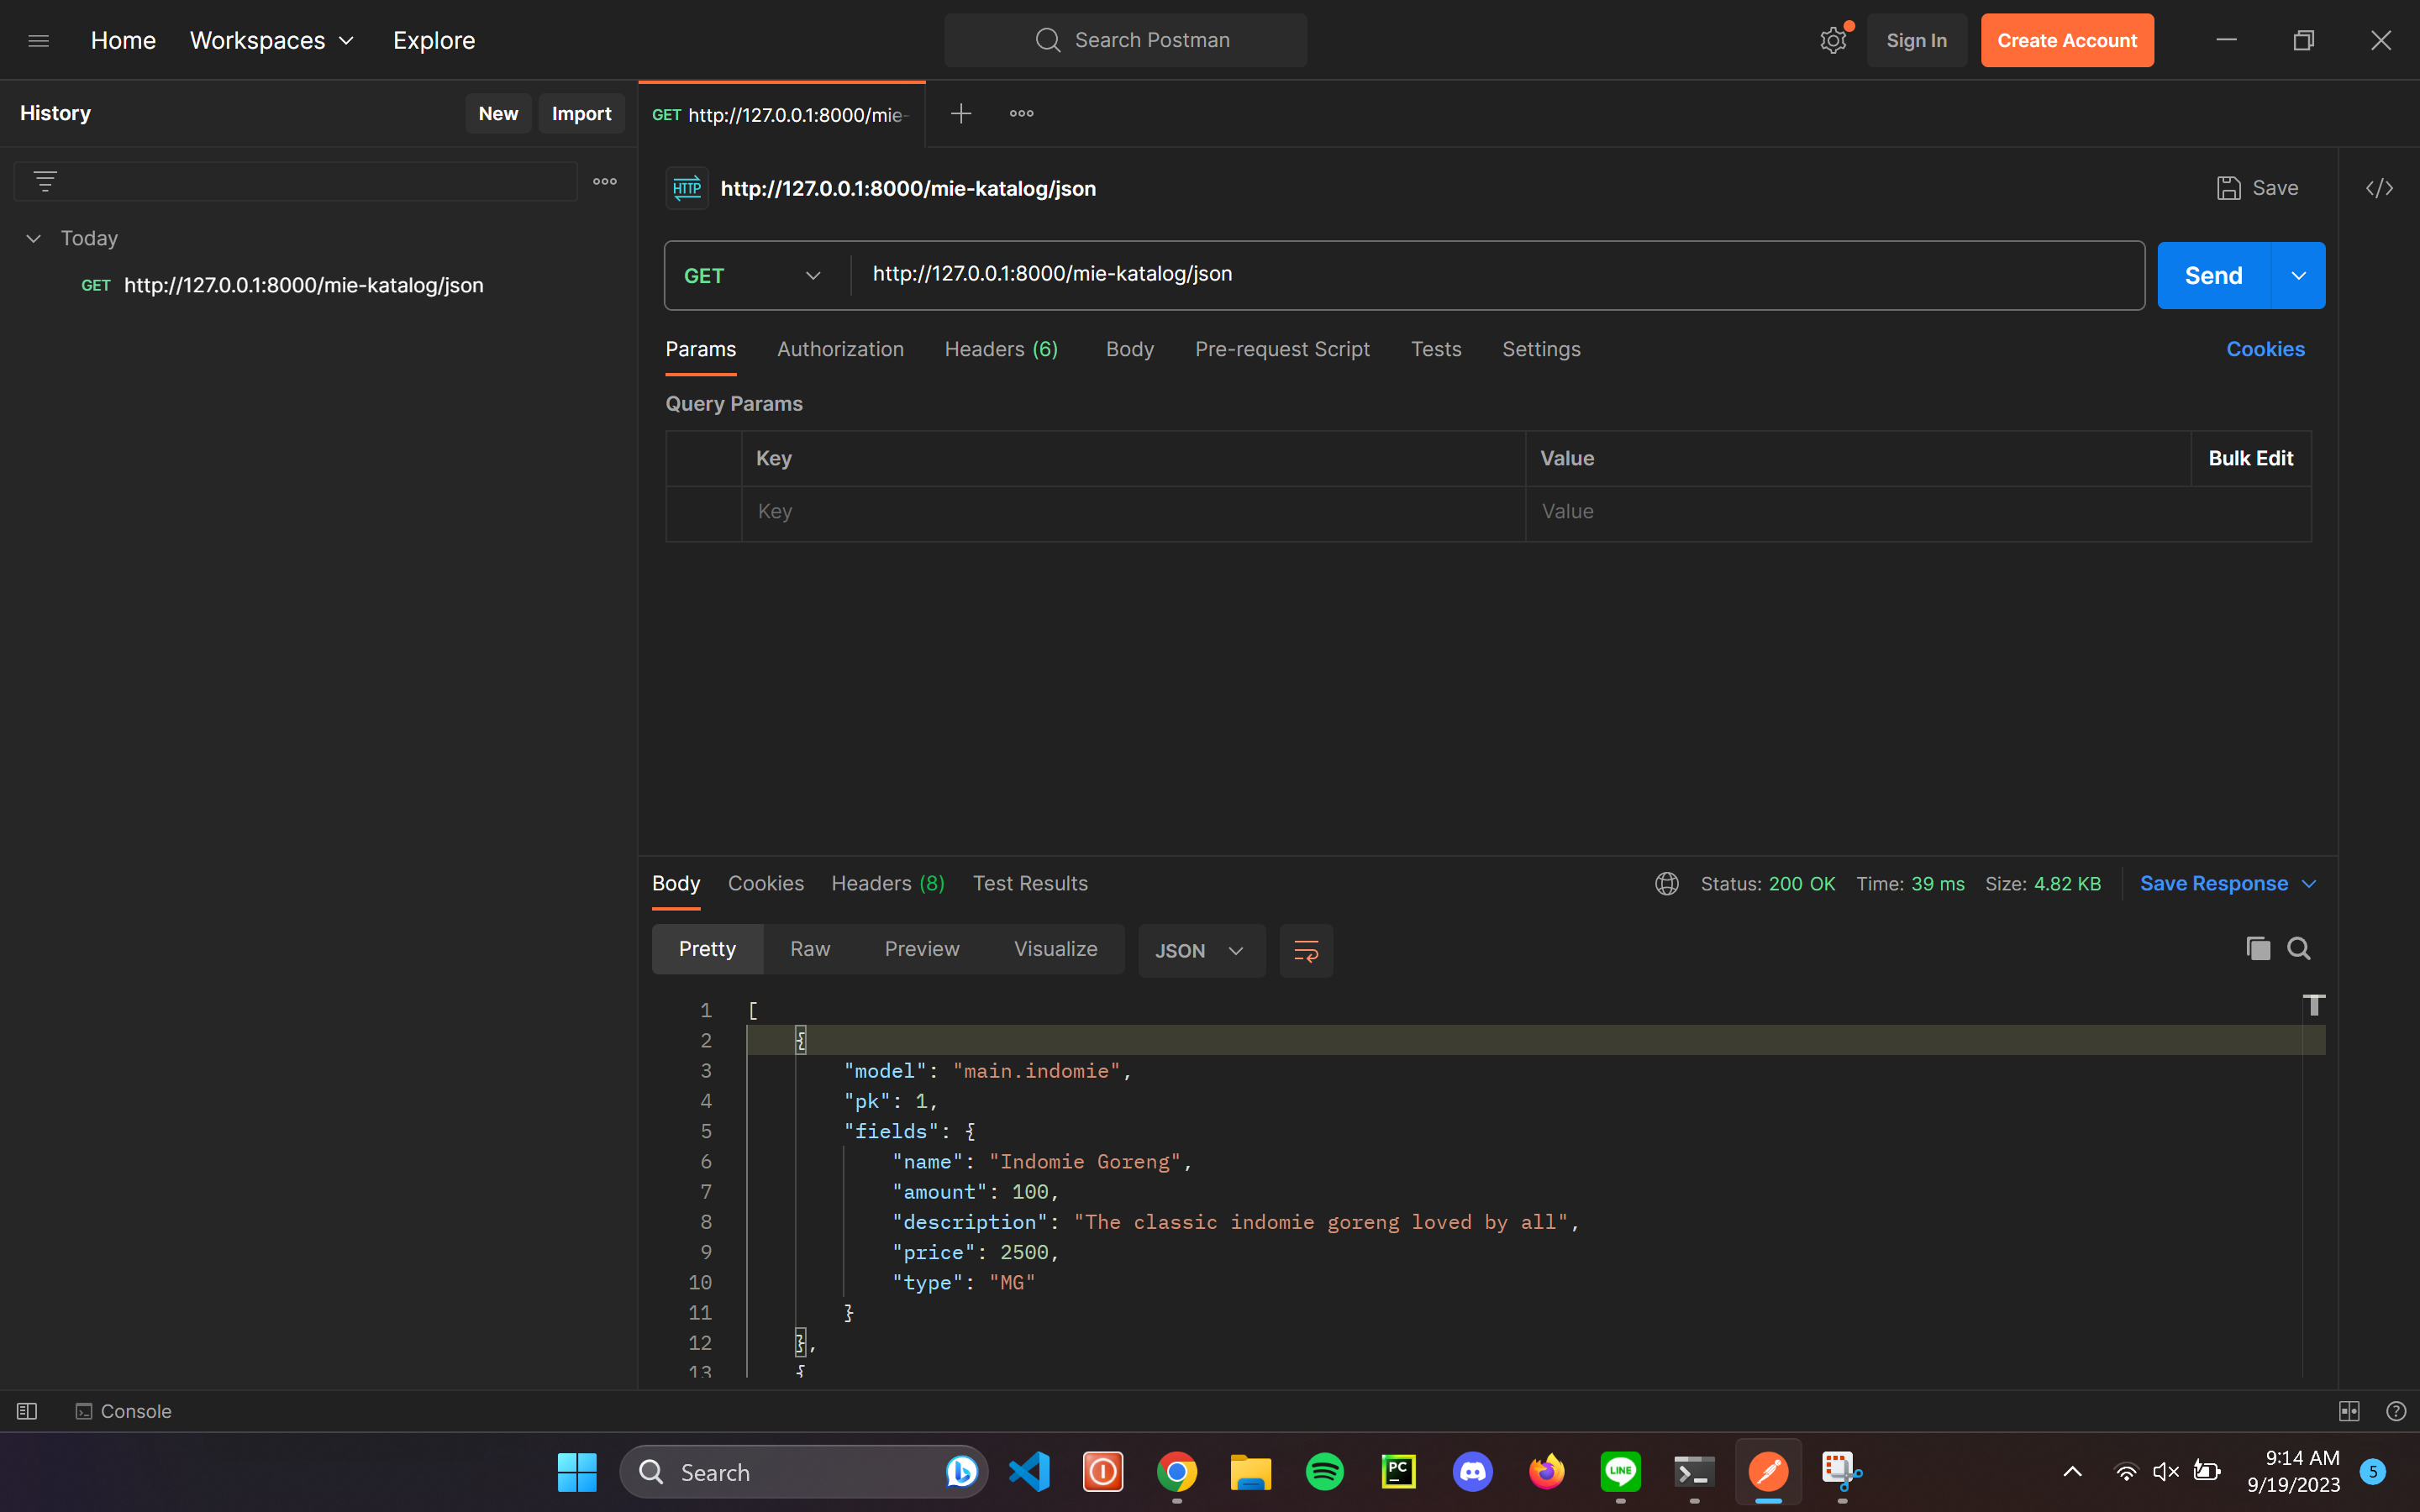 Home Workspaces Explore Search Postman Sign In Create Account
History New Import GET http://127.0.0.1:8000/mie-
HTTP http://127.0.0.1:8000/mie-katalog/json Save </>
Today
GET http://127.0.0.1:8000/mie-katalog/json
GET http://127.0.0.1:8000/mie-katalog/json Send
Params Authorization Headers (6) Body Pre-request Script Tests Settings Cookies
Query Params
Key Value Bulk Edit
Key Value
Body Cookies Headers (8) Test Results Status: 200 OK Time: 39 ms Size: 4.82 KB Save Response
Pretty Raw Preview Visualize JSON
1 [
2 {
3 "model": "main.indomie",
4 "pk": 1,
5 "fields": {
6 "name": "Indomie Goreng",
7 "amount": 100,
8 "description": "The classic indomie goreng loved by all",
9 "price": 2500,
10 "type": "MG"
11 }
12 },
13 {
Console
Search PC LINE 9:14 AM
9/19/2023 5